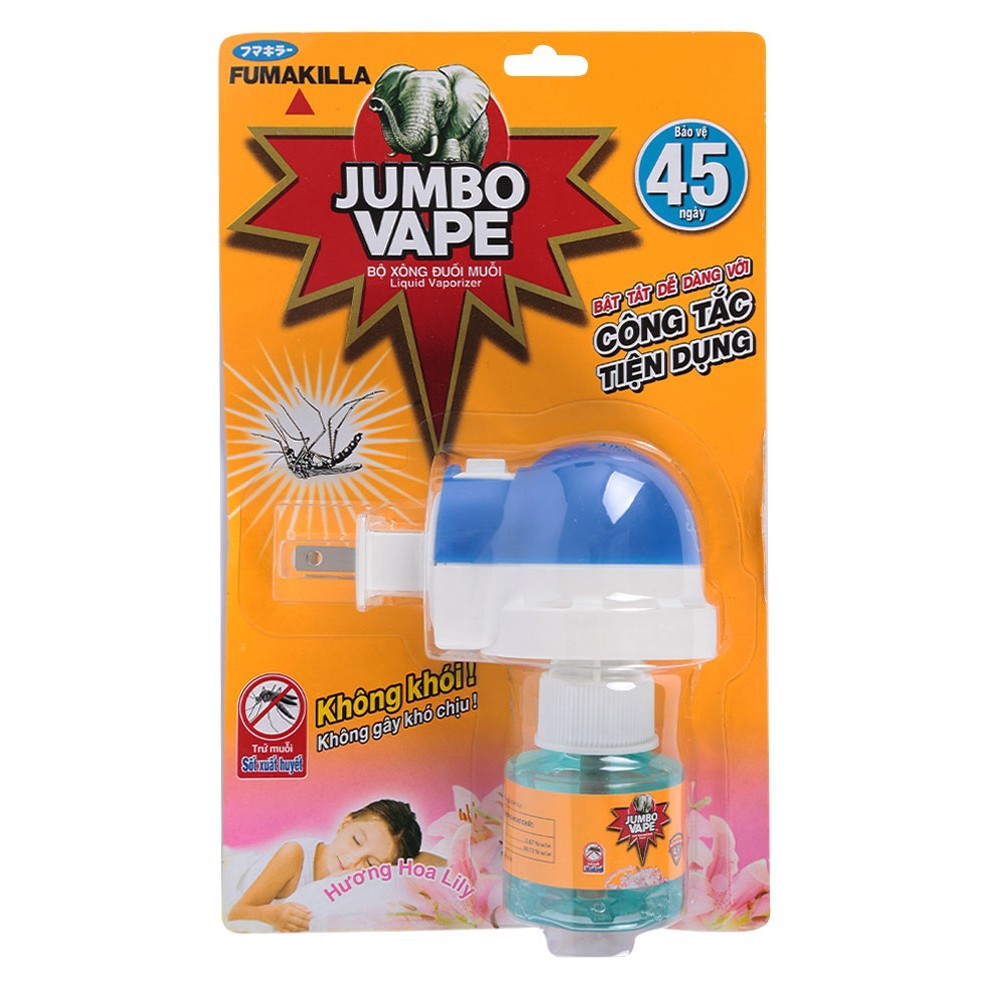 フマキラー
FUMAKILLA
JUMBO
VAPE
BỘ XÔNG ĐUỔI MUỖI
Liquid Vaporizer
Bảo vệ
45
ngày
BẬT TẮT DỄ DÀNG VỚI
CÔNG TẮC
TIỆN DỤNG
Không khói!
Không gây khó chịu!
Trừ muỗi
Sốt xuất huyết
Hương Hoa Lily
JUMBO
VAPE